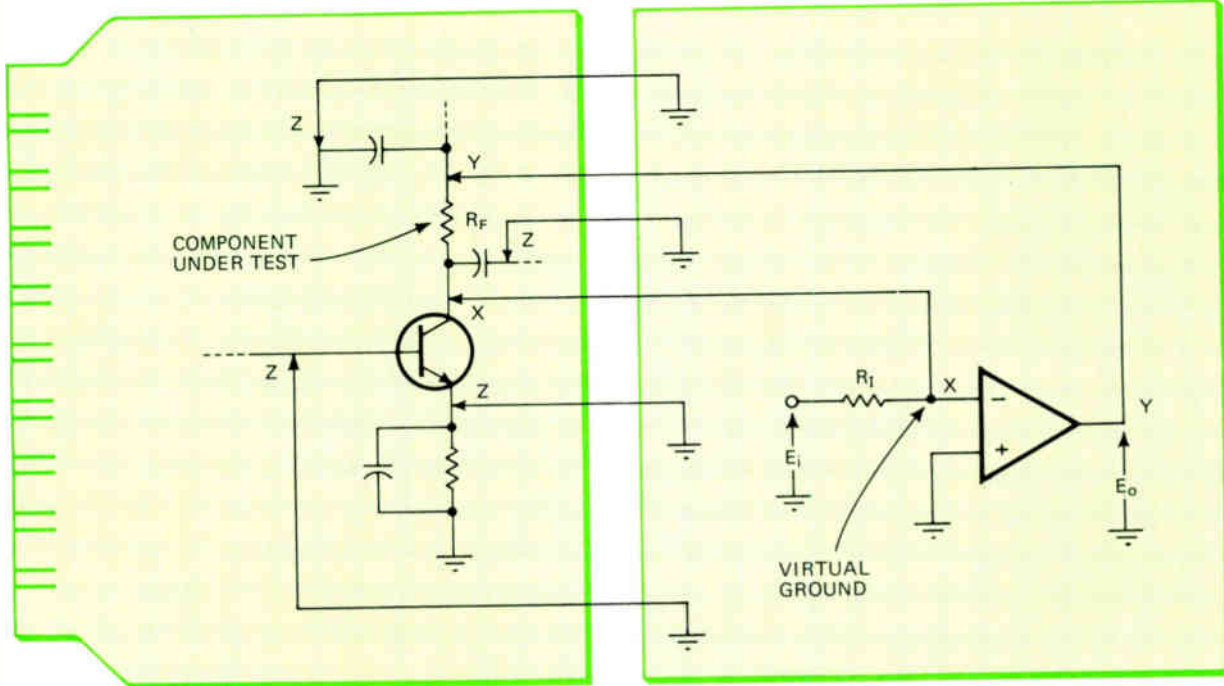 Z
Y
R_F
Z
COMPONENT
UNDER TEST
X
Z
Z
R_I
X
Y
E_i
E_o
VIRTUAL
GROUND
−
+